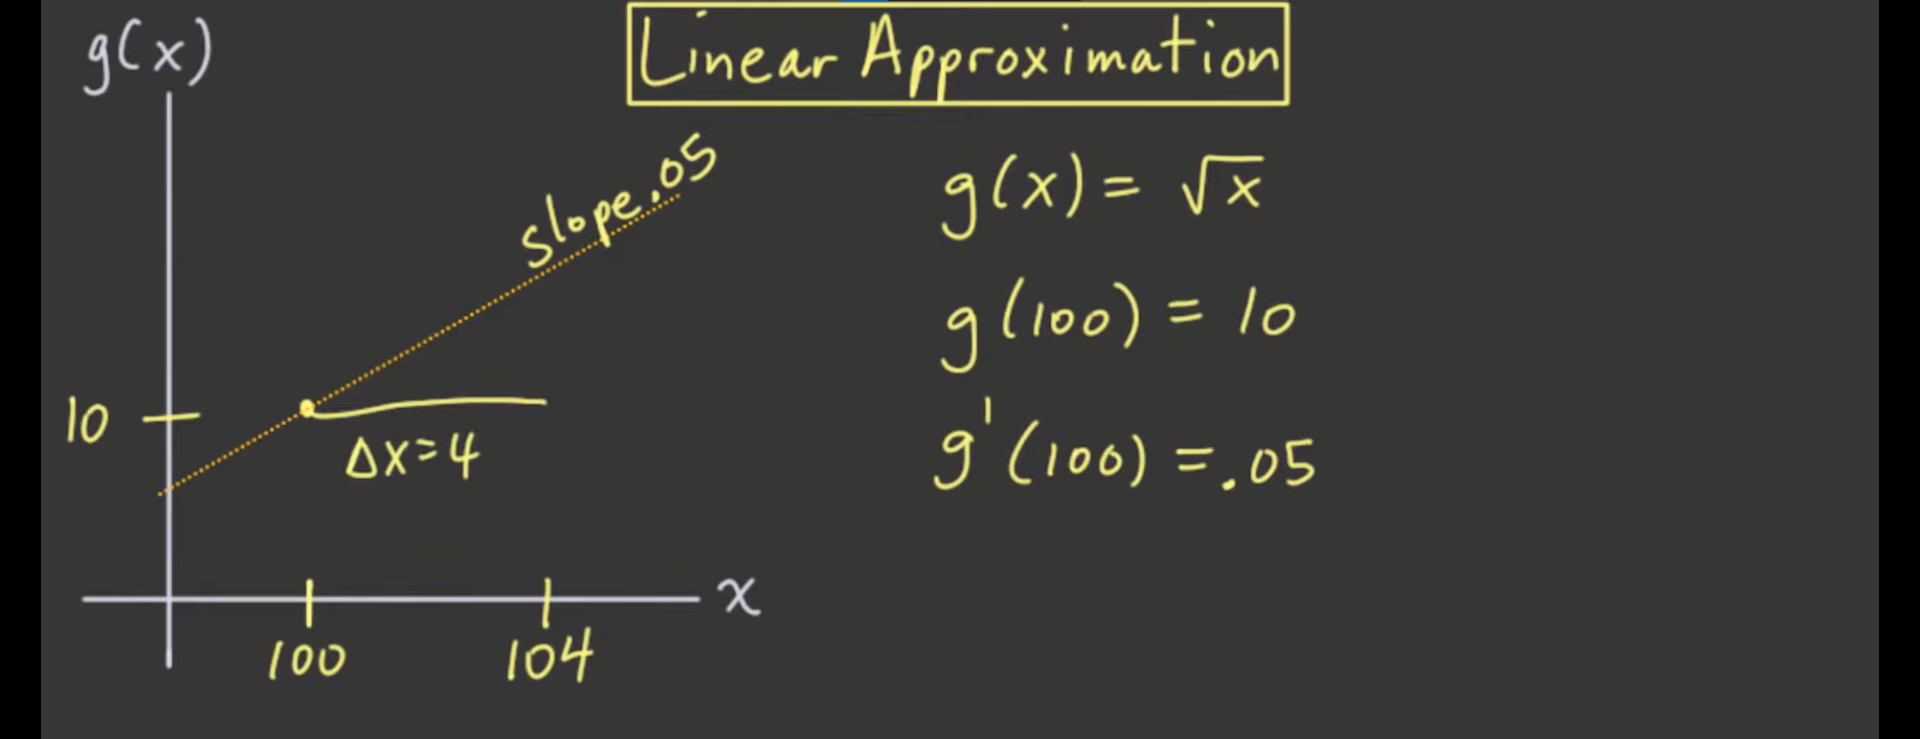 g(x)
Linear Approximation
slope .05
g(x) = √x
g(100) = 10
10
Δx=4
g'(100) = .05
x
100
104